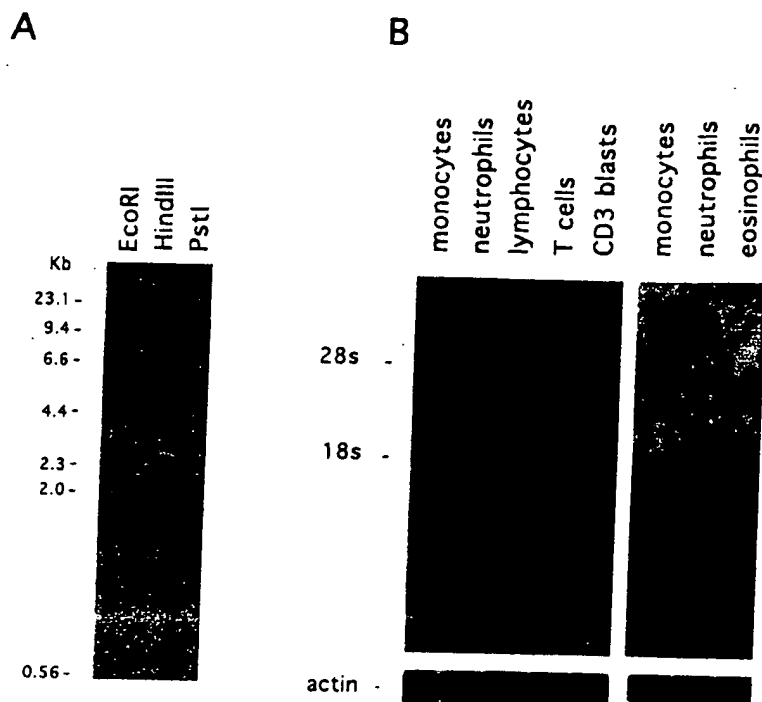 A
B
EcoRI
HindIII
PstI
Kb
23.1 -
9.4 -
6.6 -
4.4 -
2.3 -
2.0 -
0.56 -
monocytes
neutrophils
lymphocytes
T cells
CD3 blasts
monocytes
neutrophils
eosinophils
28s -
18s -
actin -